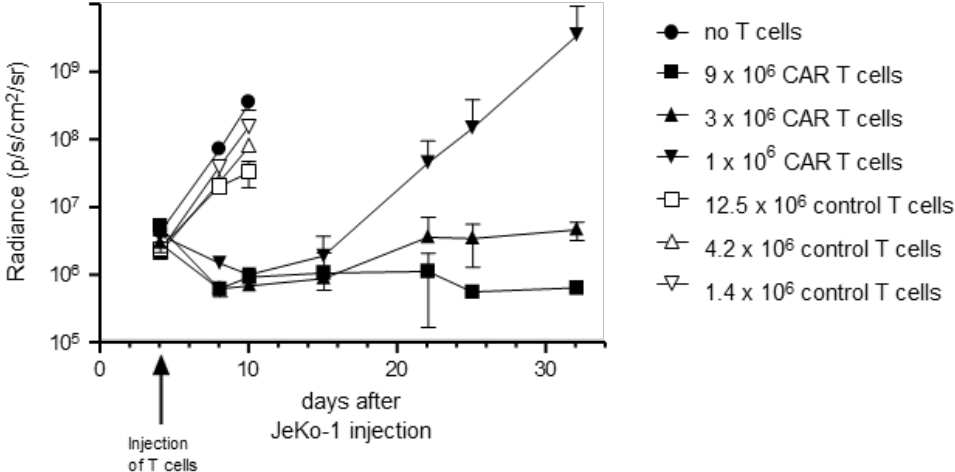 Radiance (p/s/cm2/sr)
10⁹
10⁸
10⁷
10⁶
10⁵
0
10
20
30
days after
JeKo-1 injection
Injection
of T cells
no T cells
9 x 10⁶ CAR T cells
3 x 10⁶ CAR T cells
1 x 10⁶ CAR T cells
12.5 x 10⁶ control T cells
4.2 x 10⁶ control T cells
1.4 x 10⁶ control T cells